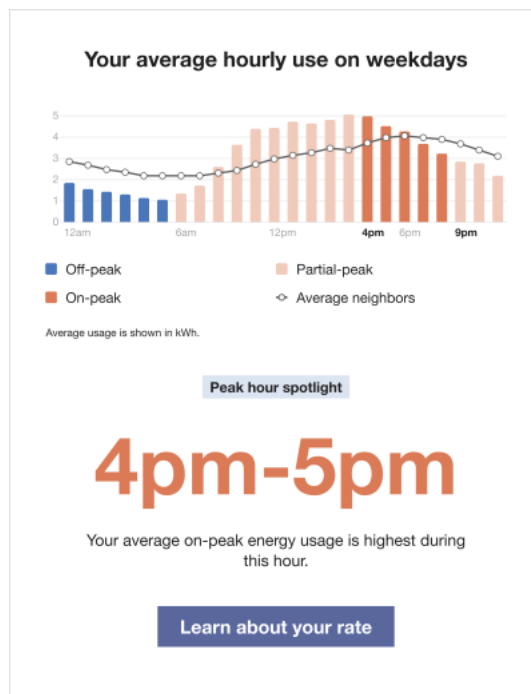 Your average hourly use on weekdays
5
4
3
2
1
0
12am 6am 12pm 4pm 6pm 9pm
Off-peak Partial-peak
On-peak Average neighbors
Average usage is shown in kWh.
Peak hour spotlight
4pm-5pm
Your average on-peak energy usage is highest during
this hour.
Learn about your rate